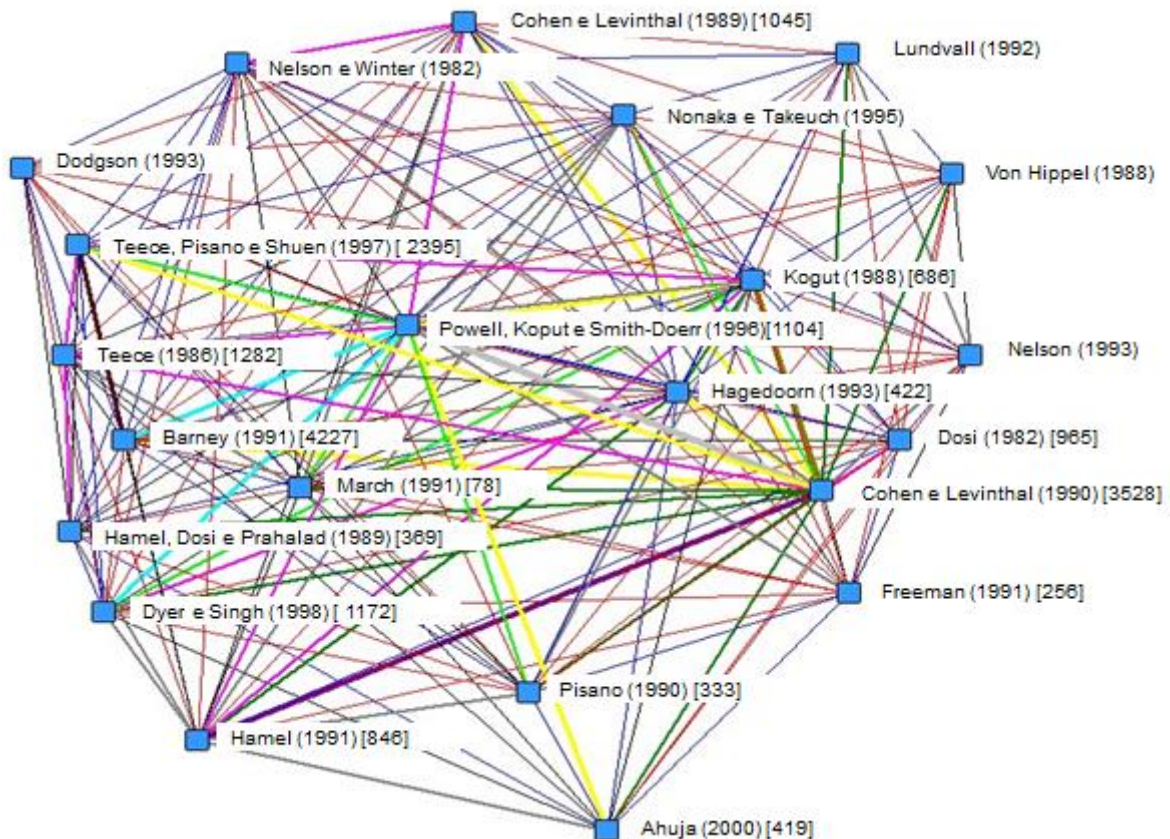 Cohen e Levinthal (1989) [1045]
Lundvall (1992)
Nelson e Winter (1982)
Nonaka e Takeuch (1995)
Dodgson (1993)
Von Hippel (1988)
Teece, Pisano e Shuen (1997) [ 2395]
Kogut (1988) [686]
Powell, Koput e Smith-Doerr (1996)[1104]
Teece (1986) [1282]
Nelson (1993)
Hagedoorn (1993) [422]
Barney (1991) [4227]
Dosi (1982) [965]
March (1991) [78]
Cohen e Levinthal (1990) [3528]
Hamel, Dosi e Prahalad (1989) [369]
Freeman (1991) [256]
Dyer e Singh (1998) [ 1172]
Pisano (1990) [333]
Hamel (1991) [846]
Ahuja (2000) [419]